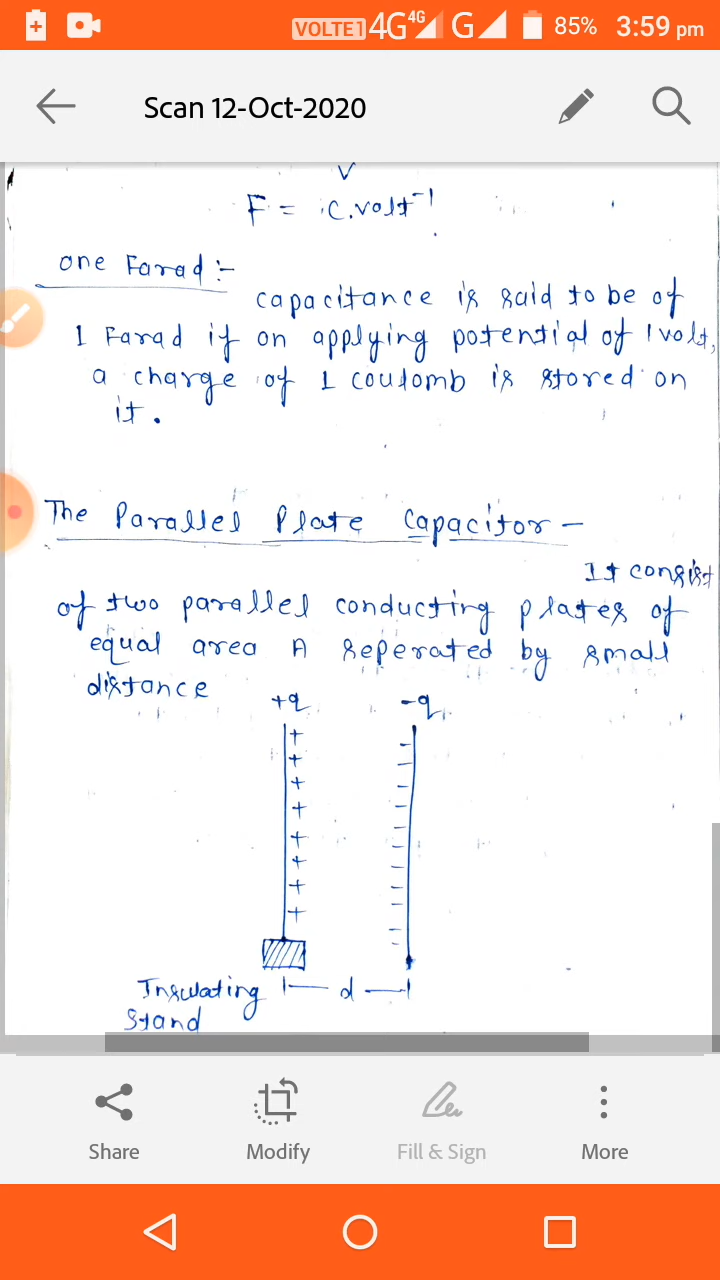 VOLTE1 4G 4G G 85% 3:59 pm
Scan 12-Oct-2020
V
F = C.volt⁻¹
one Farad :-
capacitance is said to be of
1 Farad if on applying potential of 1 volt,
a charge of 1 coulomb is stored on
it.
The Parallel Plate Capacitor -
It consist
of two parallel conducting plates of
equal area A seperated by small
distance
+q -q
+
+
+
+
+
+
+
+
d
Insulating
Stand
Share Modify Fill & Sign More